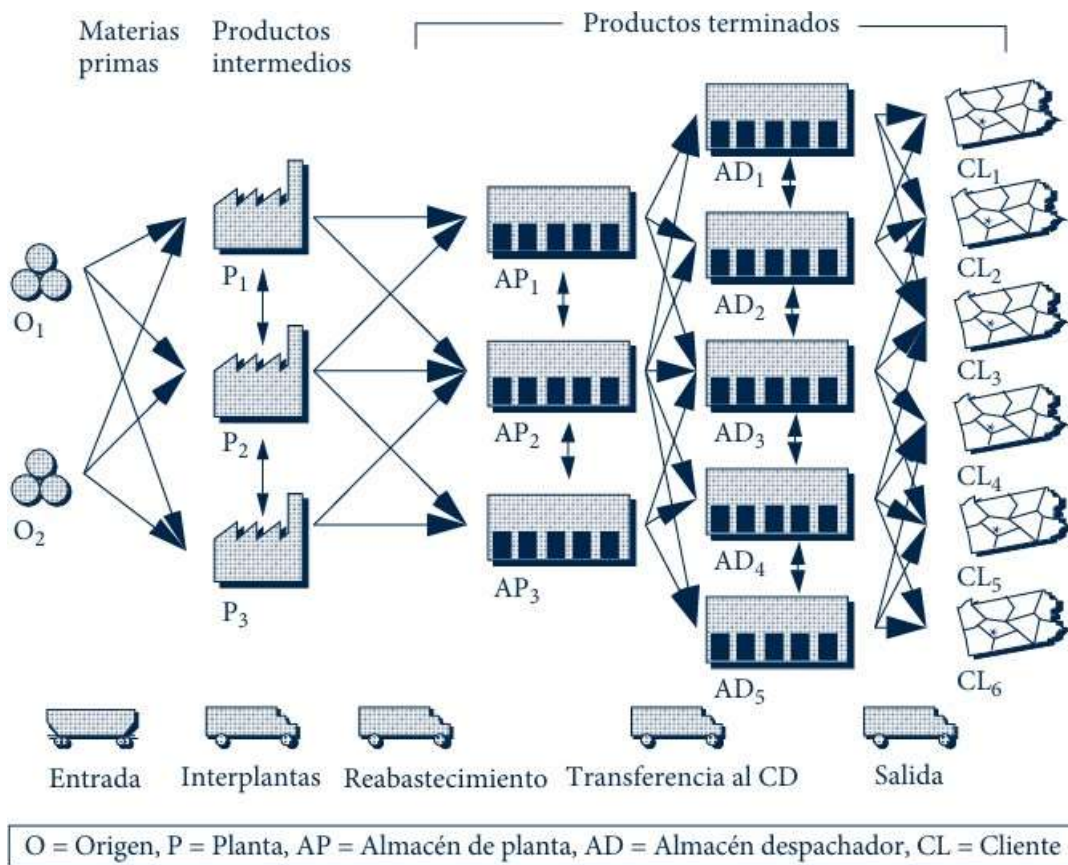 Materias
primas
Productos
intermedios
Productos terminados
O₁
O₂
P₁
P₂
P₃
AP₁
AP₂
AP₃
AD₁
AD₂
AD₃
AD₄
AD₅
CL₁
CL₂
CL₃
CL₄
CL₅
CL₆
Entrada
Interplantas
Reabastecimiento
Transferencia al CD
Salida
O = Origen, P = Planta, AP = Almacén de planta, AD = Almacén despachador, CL = Cliente